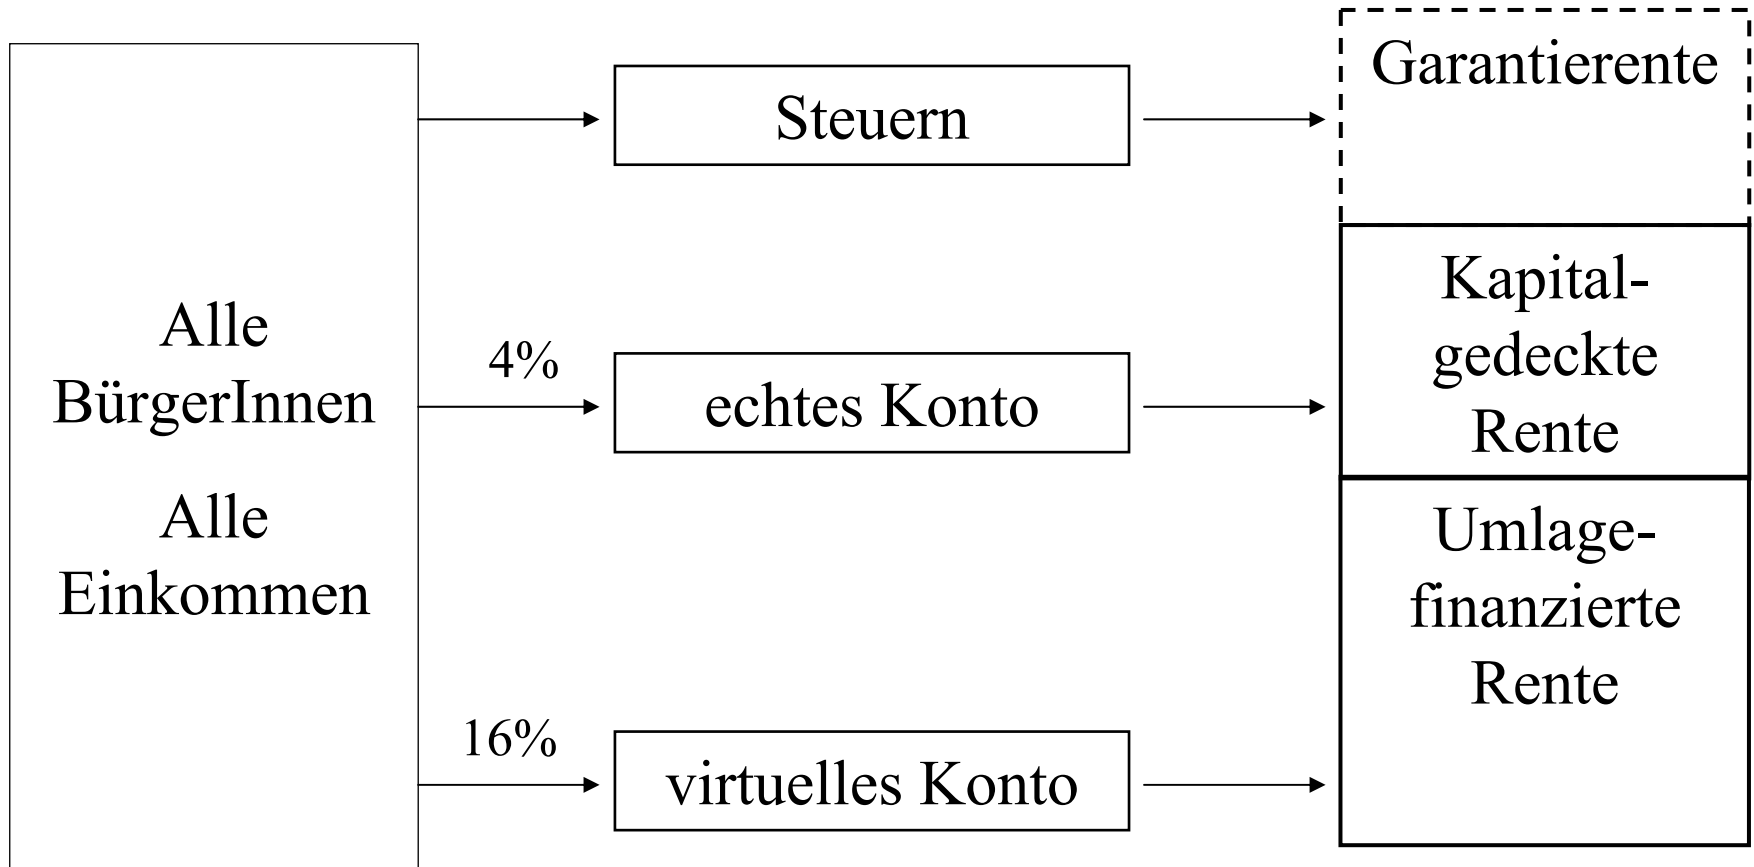 Alle
BürgerInnen
Alle
Einkommen
Steuern
4%
echtes Konto
16%
virtuelles Konto
Garantierente
Kapital-
gedeckte
Rente
Umlage-
finanzierte
Rente